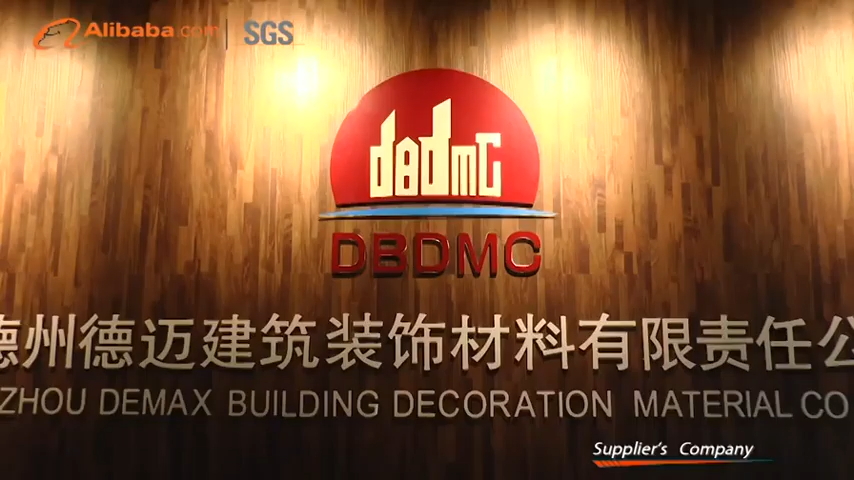 Alibaba.com
SGS
dbdmc
DBDMC
德州德迈建筑装饰材料有限责任公
ZHOU DEMAX BUILDING DECORATION MATERIAL CO
Supplier's Company